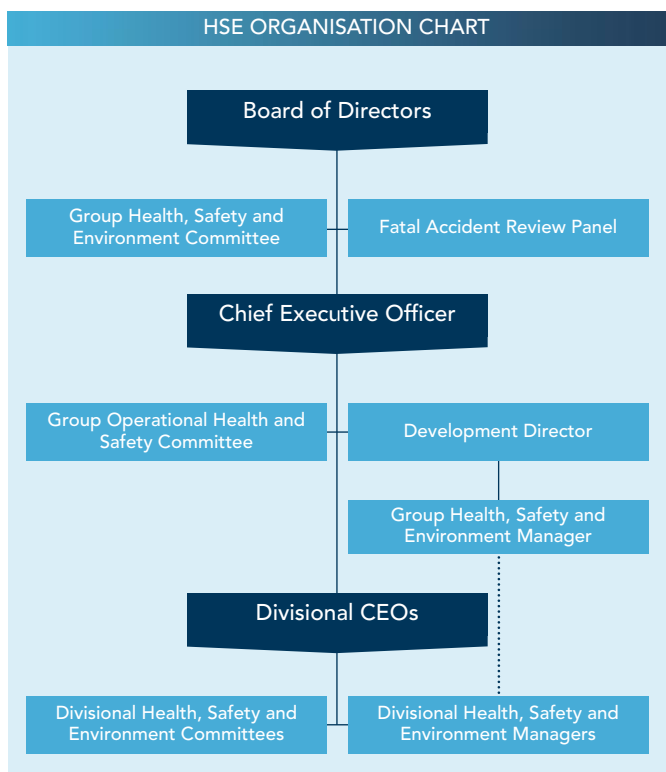 HSE ORGANISATION CHART
Board of Directors
Group Health, Safety and
Environment Committee
Fatal Accident Review Panel
Chief Executive Officer
Group Operational Health and
Safety Committee
Development Director
Group Health, Safety and
Environment Manager
Divisional CEOs
Divisional Health, Safety and
Environment Committees
Divisional Health, Safety and
Environment Managers